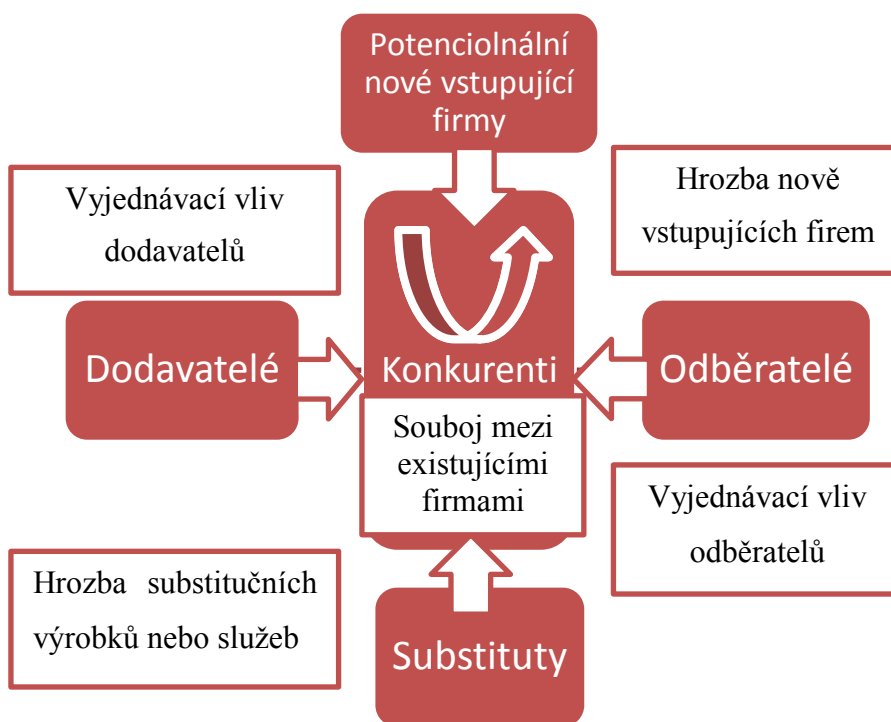 Potenciolnální
nové vstupující
firmy
Vyjednávací vliv
dodavatelů
Hrozba nově
vstupujících firem
Dodavatelé
Konkurenti
Odběratelé
Souboj mezi
existujícími
firmami
Vyjednávací vliv
odběratelů
Hrozba substitučních
výrobků nebo služeb
Substituty